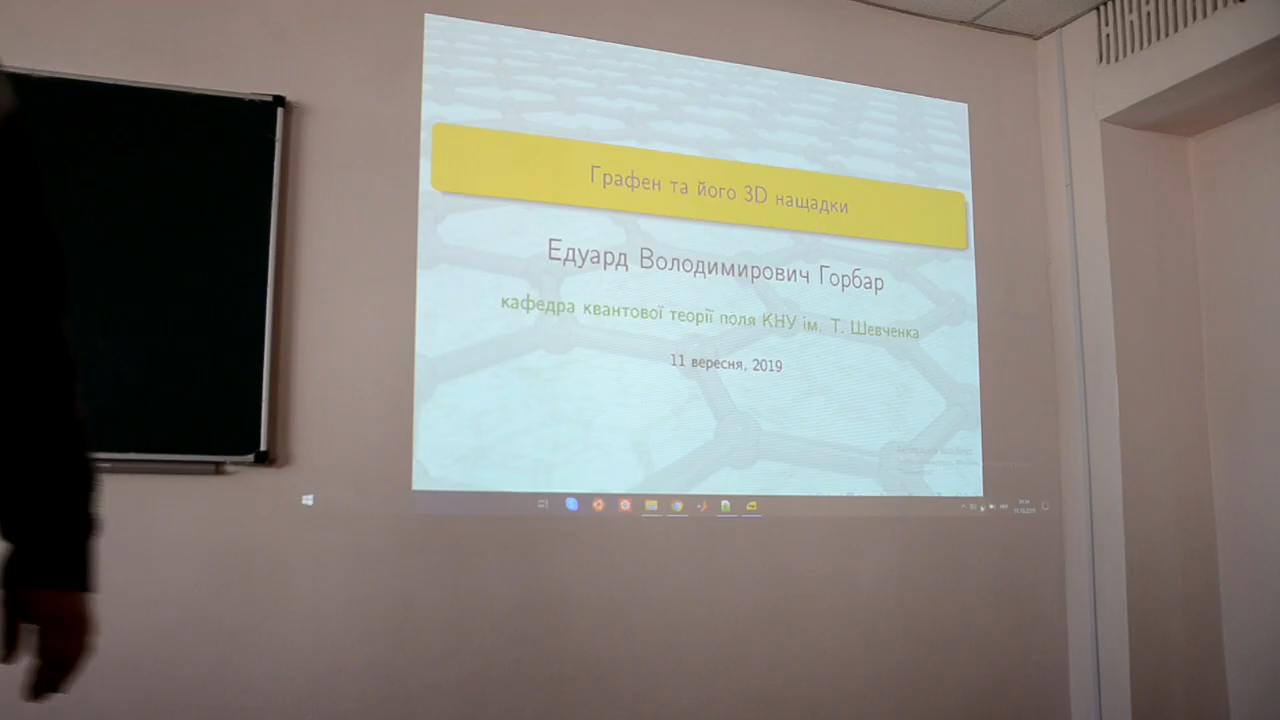 Графен та його 3D нащадки
Едуард Володимирович Горбар
кафедра квантової теорії поля КНУ ім. Т. Шевченка
11 вересня, 2019